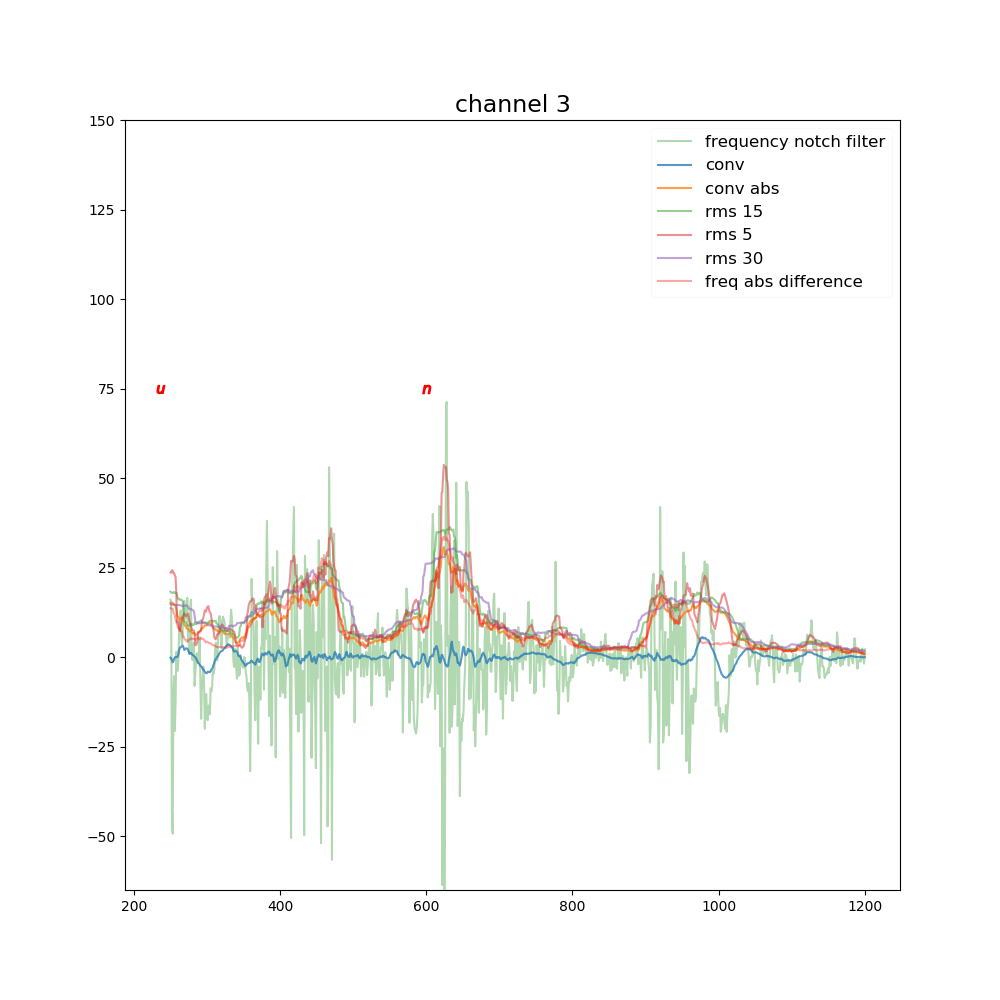 channel 3
150
125
100
75
50
25
0
−25
−50
200
400
600
800
1000
1200
frequency notch filter
conv
conv abs
rms 15
rms 5
rms 30
freq abs difference
u
n